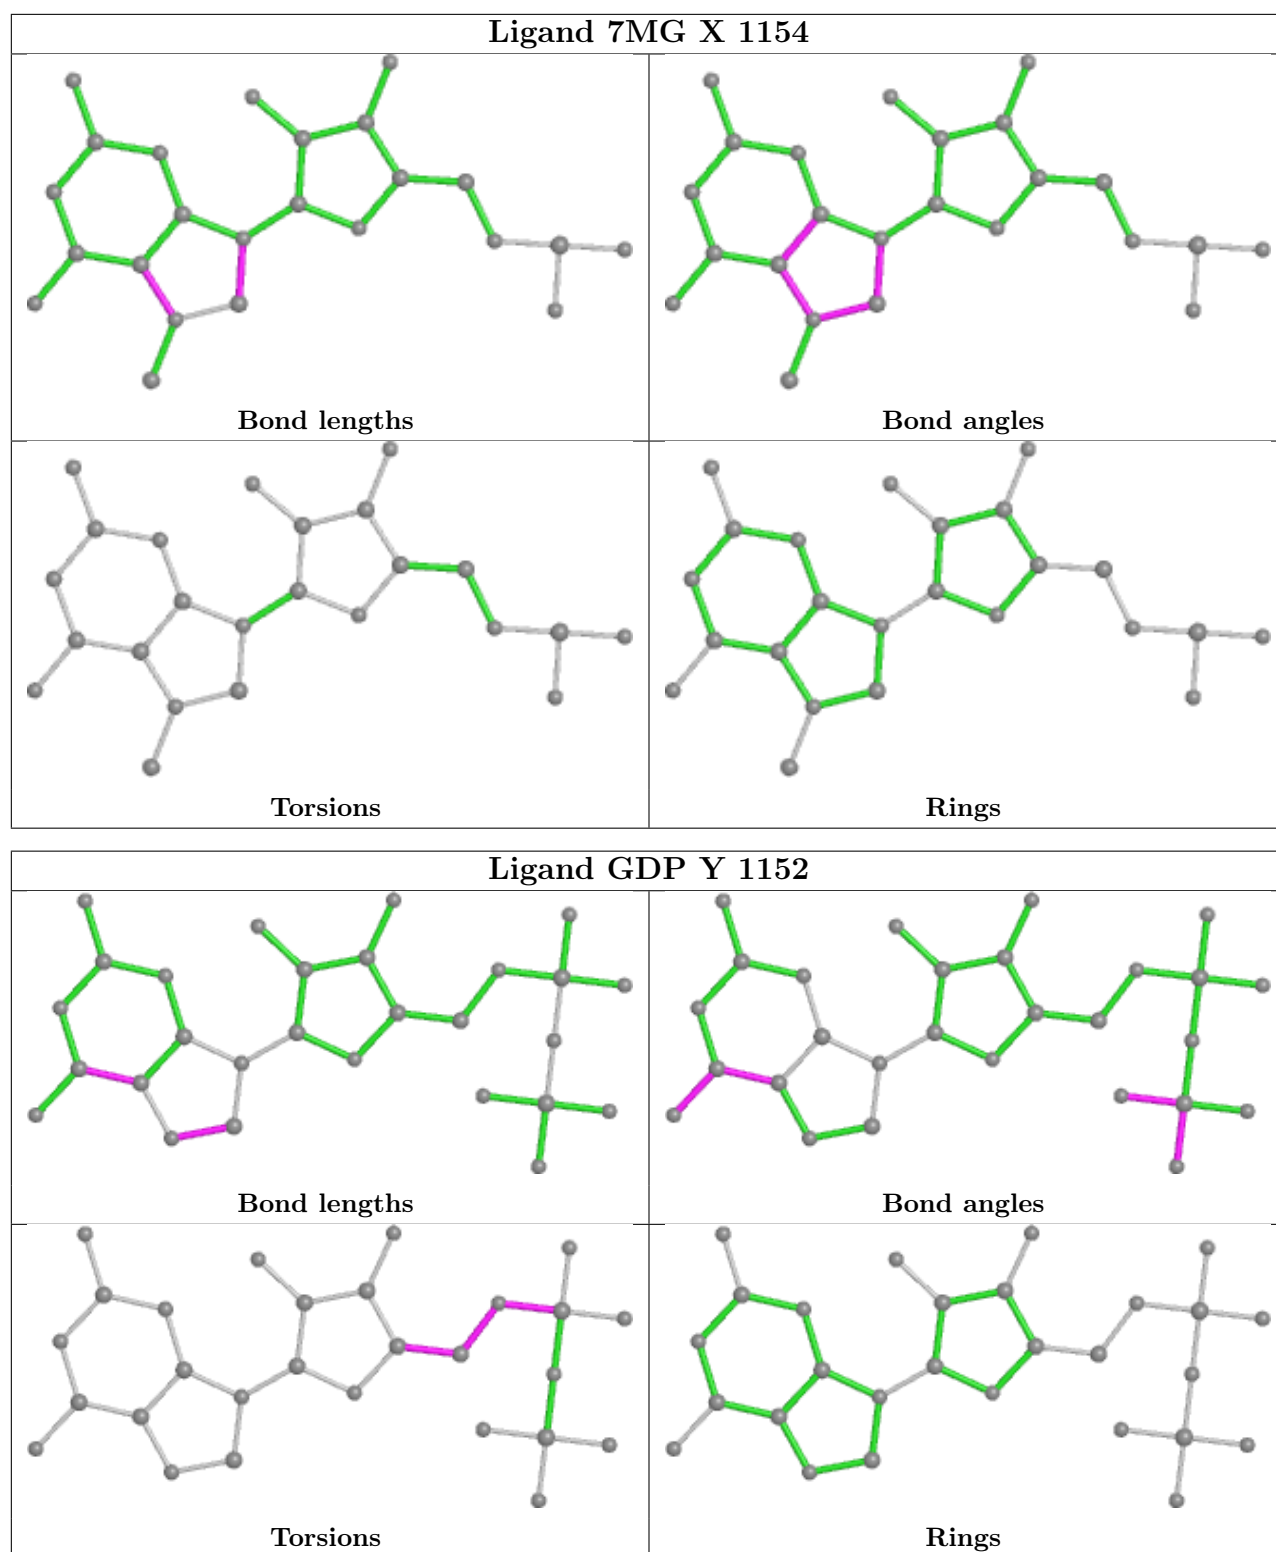 Ligand 7MG X 1154
Bond lengths
Bond angles
Torsions
Rings
Ligand GDP Y 1152
Bond lengths
Bond angles
Torsions
Rings